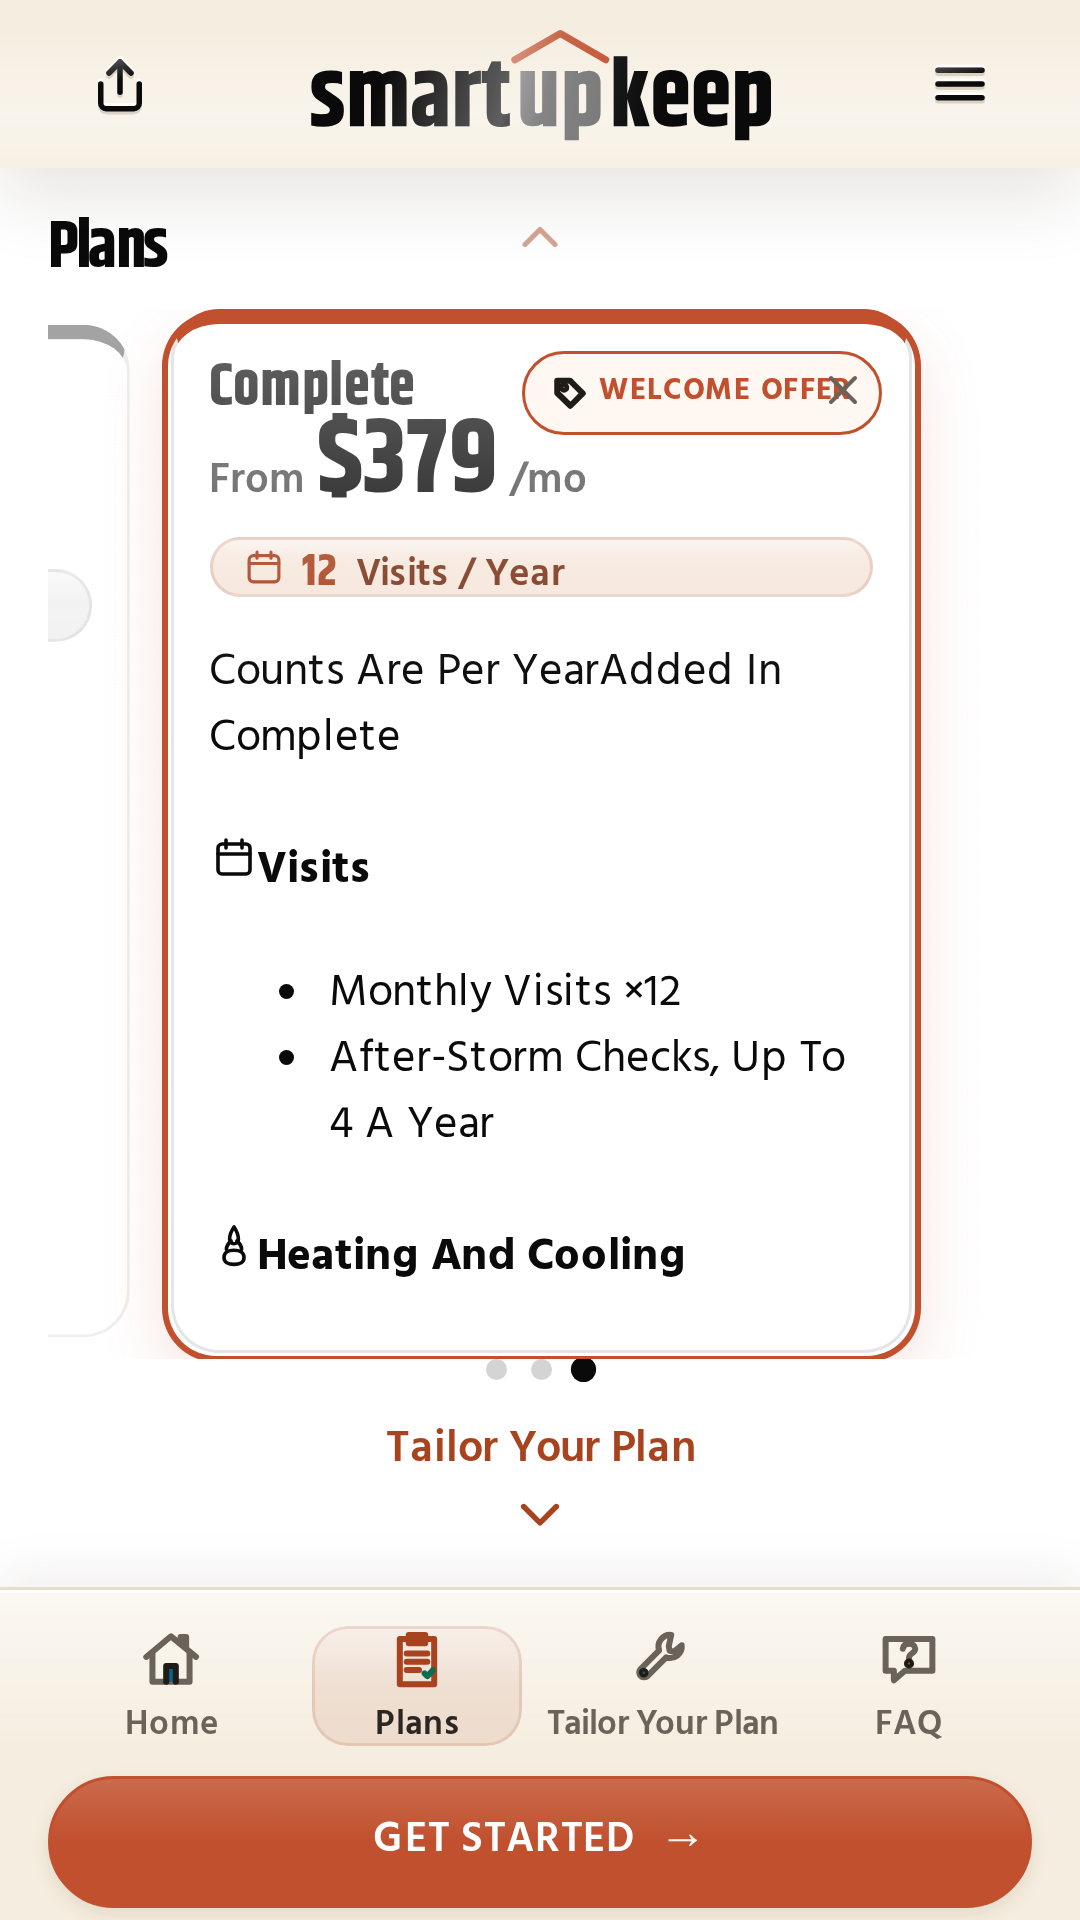 smartupkeep
Plans
Complete
WELCOME OFFER
From $379 /mo
12 Visits / Year
Counts Are Per YearAdded In
Complete
Visits
• Monthly Visits ×12
• After-Storm Checks, Up To
4 A Year
Heating And Cooling
Tailor Your Plan
Home
Plans
Tailor Your Plan
FAQ
GET STARTED →